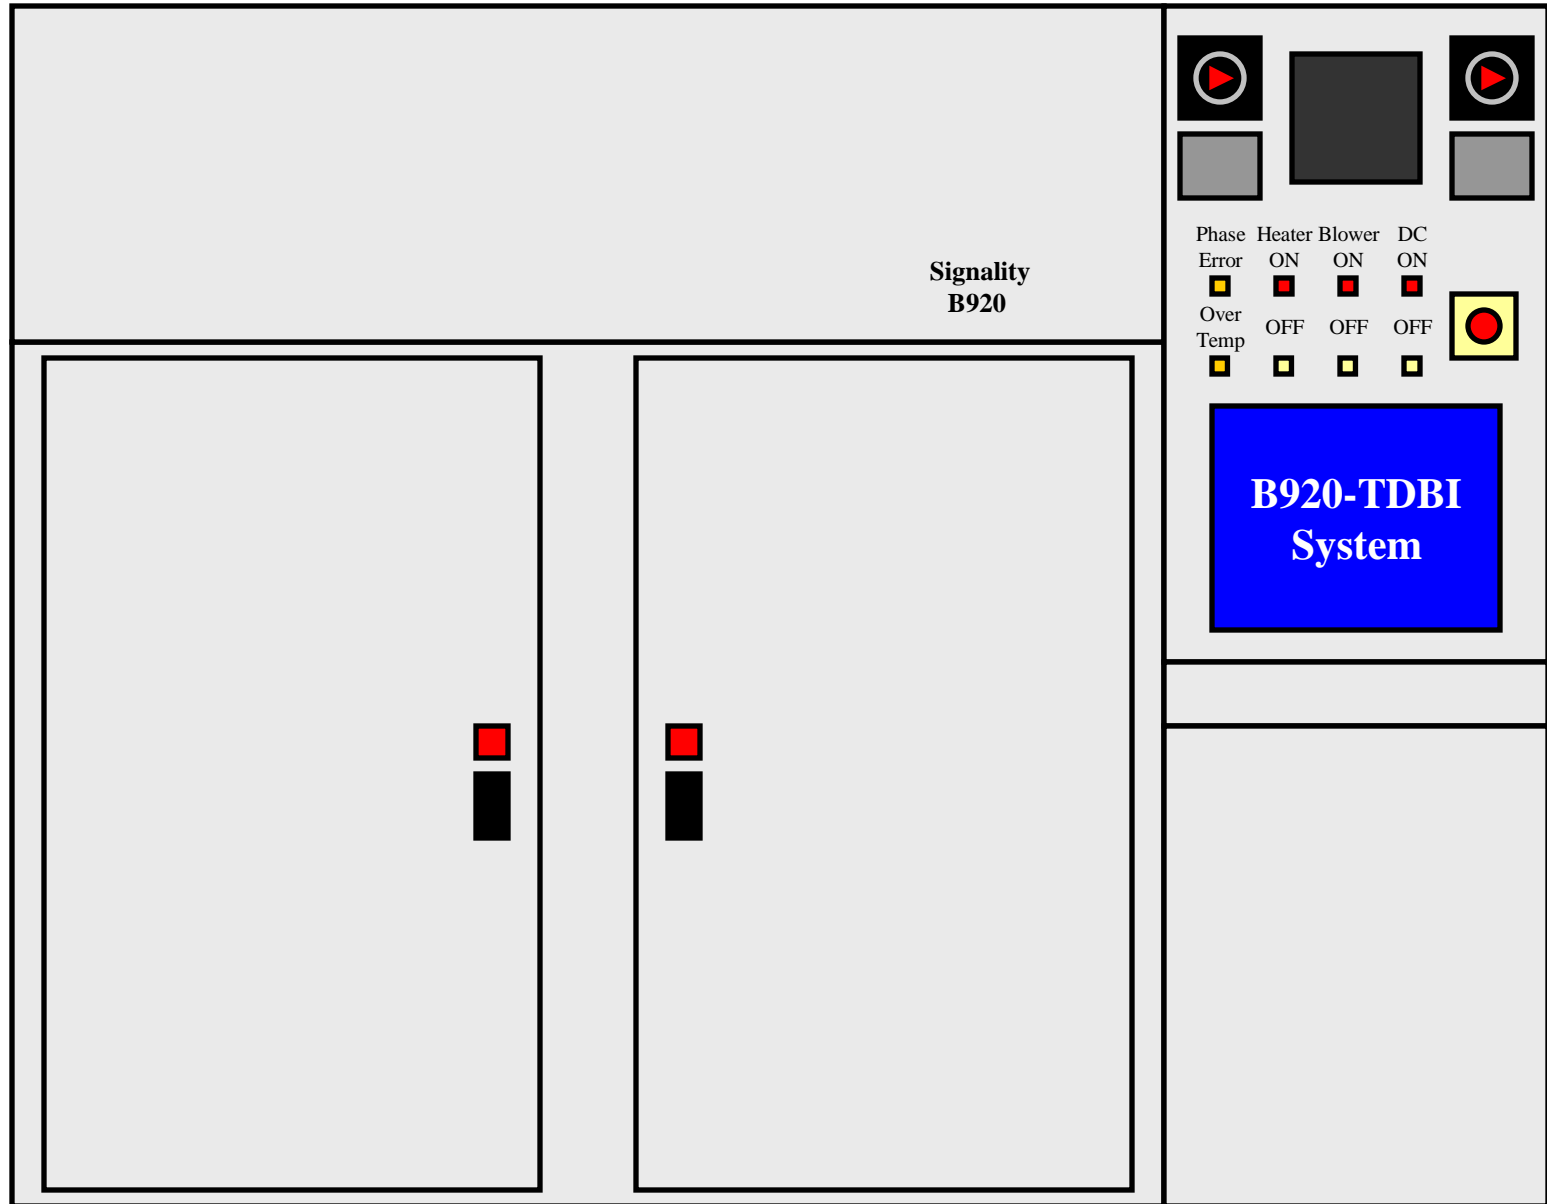 Signality
B920
Phase Heater Blower DC
Error ON ON ON
Over
Temp OFF OFF OFF
B920-TDBI
System